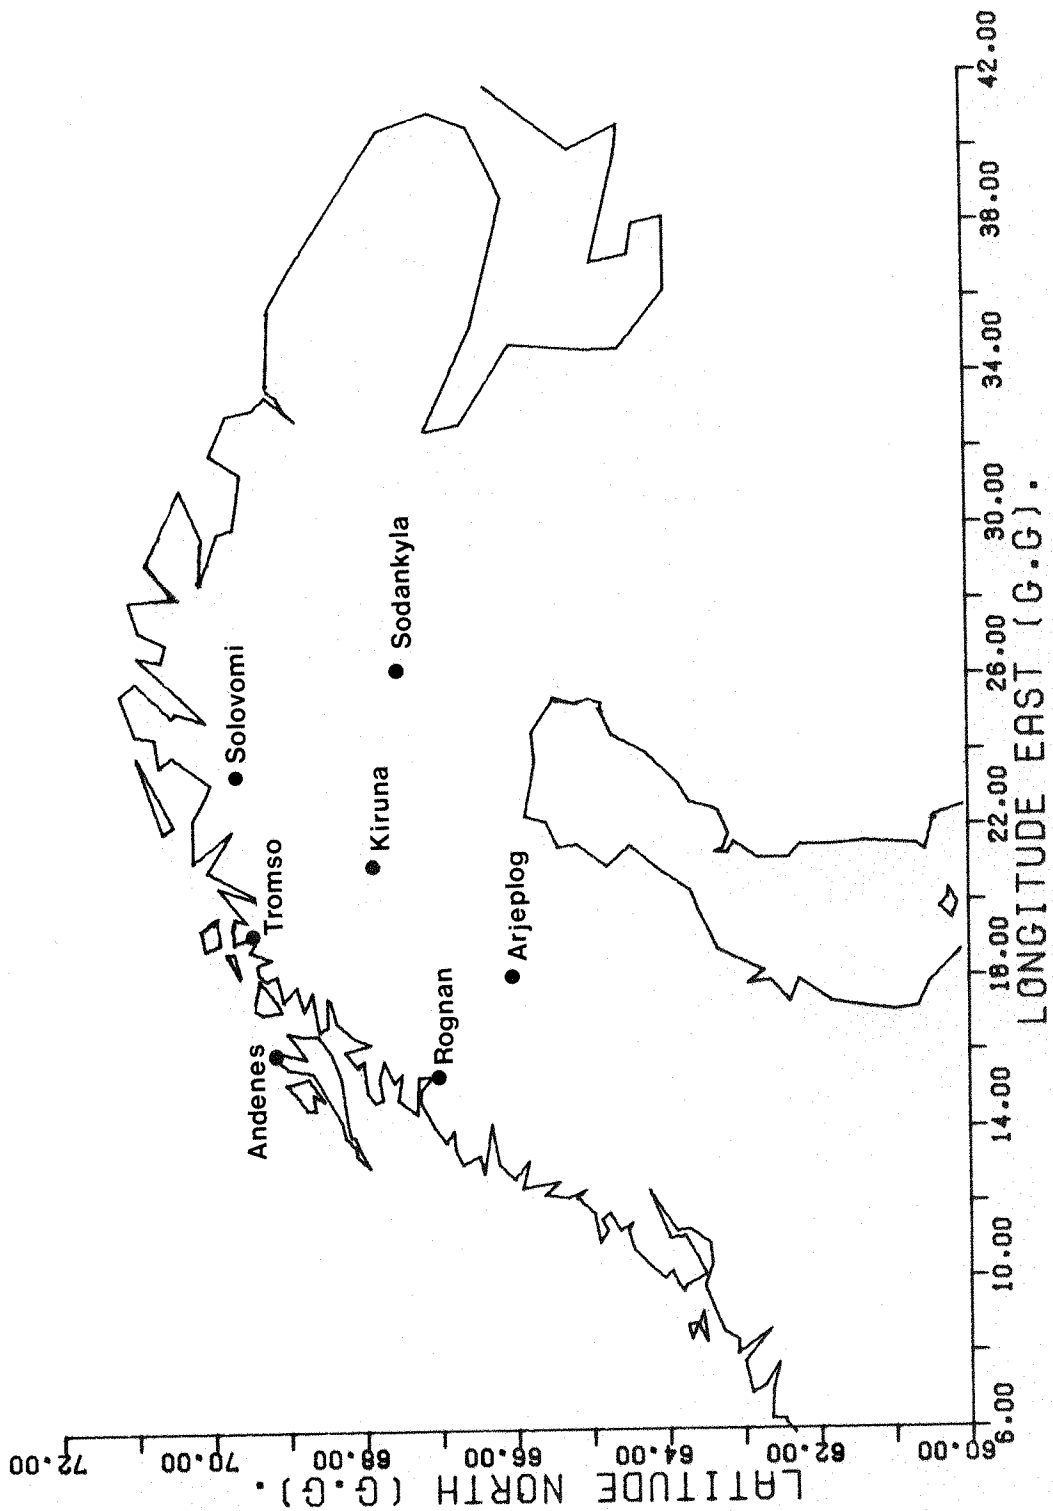 72.00
70.00
68.00
66.00
64.00
62.00
60.00
LATITUDE NORTH (G.G).
6.00
10.00
14.00
18.00
22.00
26.00
30.00
34.00
38.00
42.00
LONGITUDE EAST (G.G).
Andenes
Tromso
Solovomi
Kiruna
Sodankyla
Rognan
Arjeplog